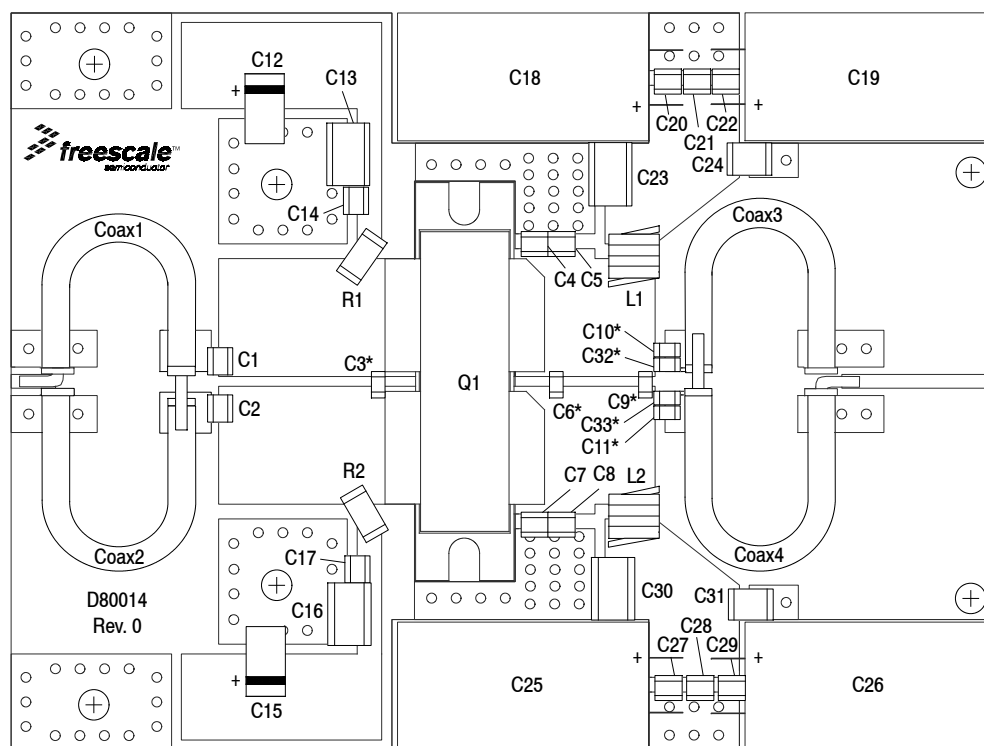 C12
C13
C18
C19
+
+
+
C20
C22
C21
freescale™
semiconductor
C24
C23
C14
Coax1
Coax3
C4
C5
R1
L1
C10*
C1
C3*
C32*
Q1
C2
C6*
C9*
C33*
C11*
R2
C7
C8
L2
Coax2
C17
Coax4
D80014
Rev. 0
C16
C30
C31
C28
C27
C29
+
+
+
C25
C26
C15